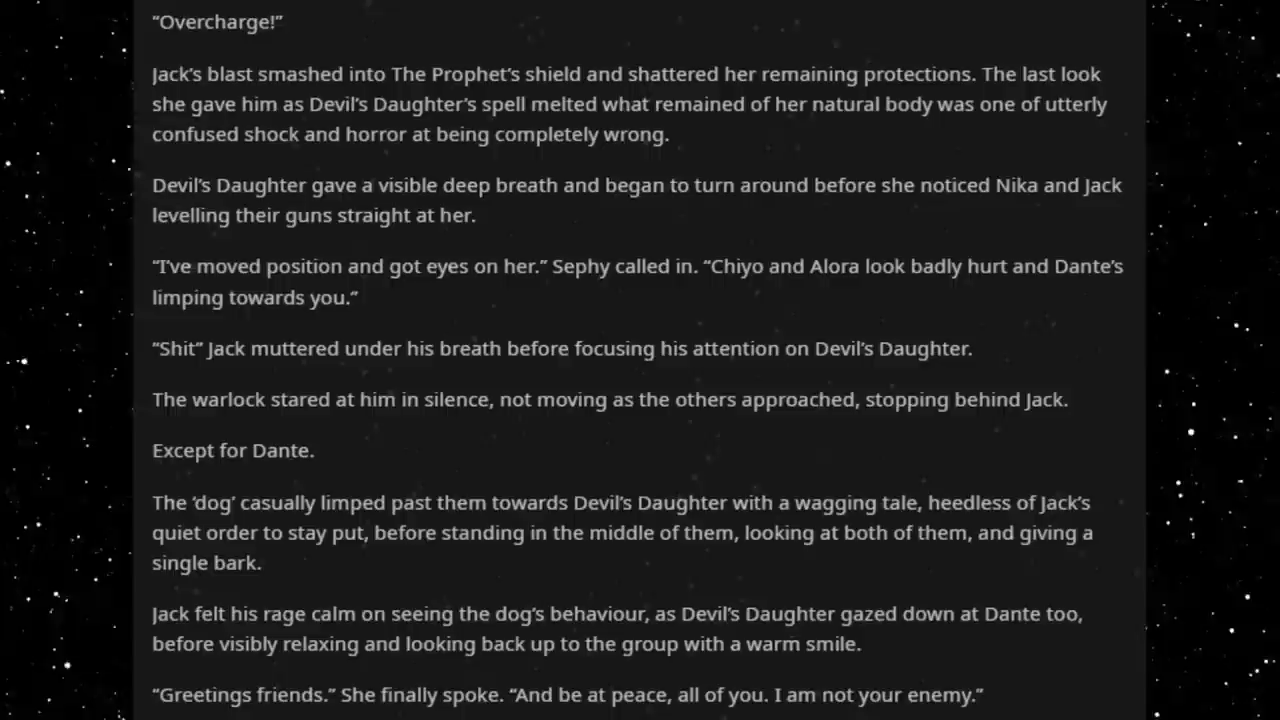 “Overcharge!”
Jack’s blast smashed into The Prophet’s shield and shattered her remaining protections. The last look
she gave him as Devil’s Daughter’s spell melted what remained of her natural body was one of utterly
confused shock and horror at being completely wrong.
Devil’s Daughter gave a visible deep breath and began to turn around before she noticed Nika and Jack
levelling their guns straight at her.
“I’ve moved position and got eyes on her.” Sephy called in. “Chiyo and Alora look badly hurt and Dante’s
limping towards you.”
“Shit” Jack muttered under his breath before focusing his attention on Devil’s Daughter.
The warlock stared at him in silence, not moving as the others approached, stopping behind Jack.
Except for Dante.
The ‘dog’ casually limped past them towards Devil’s Daughter with a wagging tale, heedless of Jack’s
quiet order to stay put, before standing in the middle of them, looking at both of them, and giving a
single bark.
Jack felt his rage calm on seeing the dog’s behaviour, as Devil’s Daughter gazed down at Dante too,
before visibly relaxing and looking back up to the group with a warm smile.
“Greetings friends.” She finally spoke. “And be at peace, all of you. I am not your enemy.”